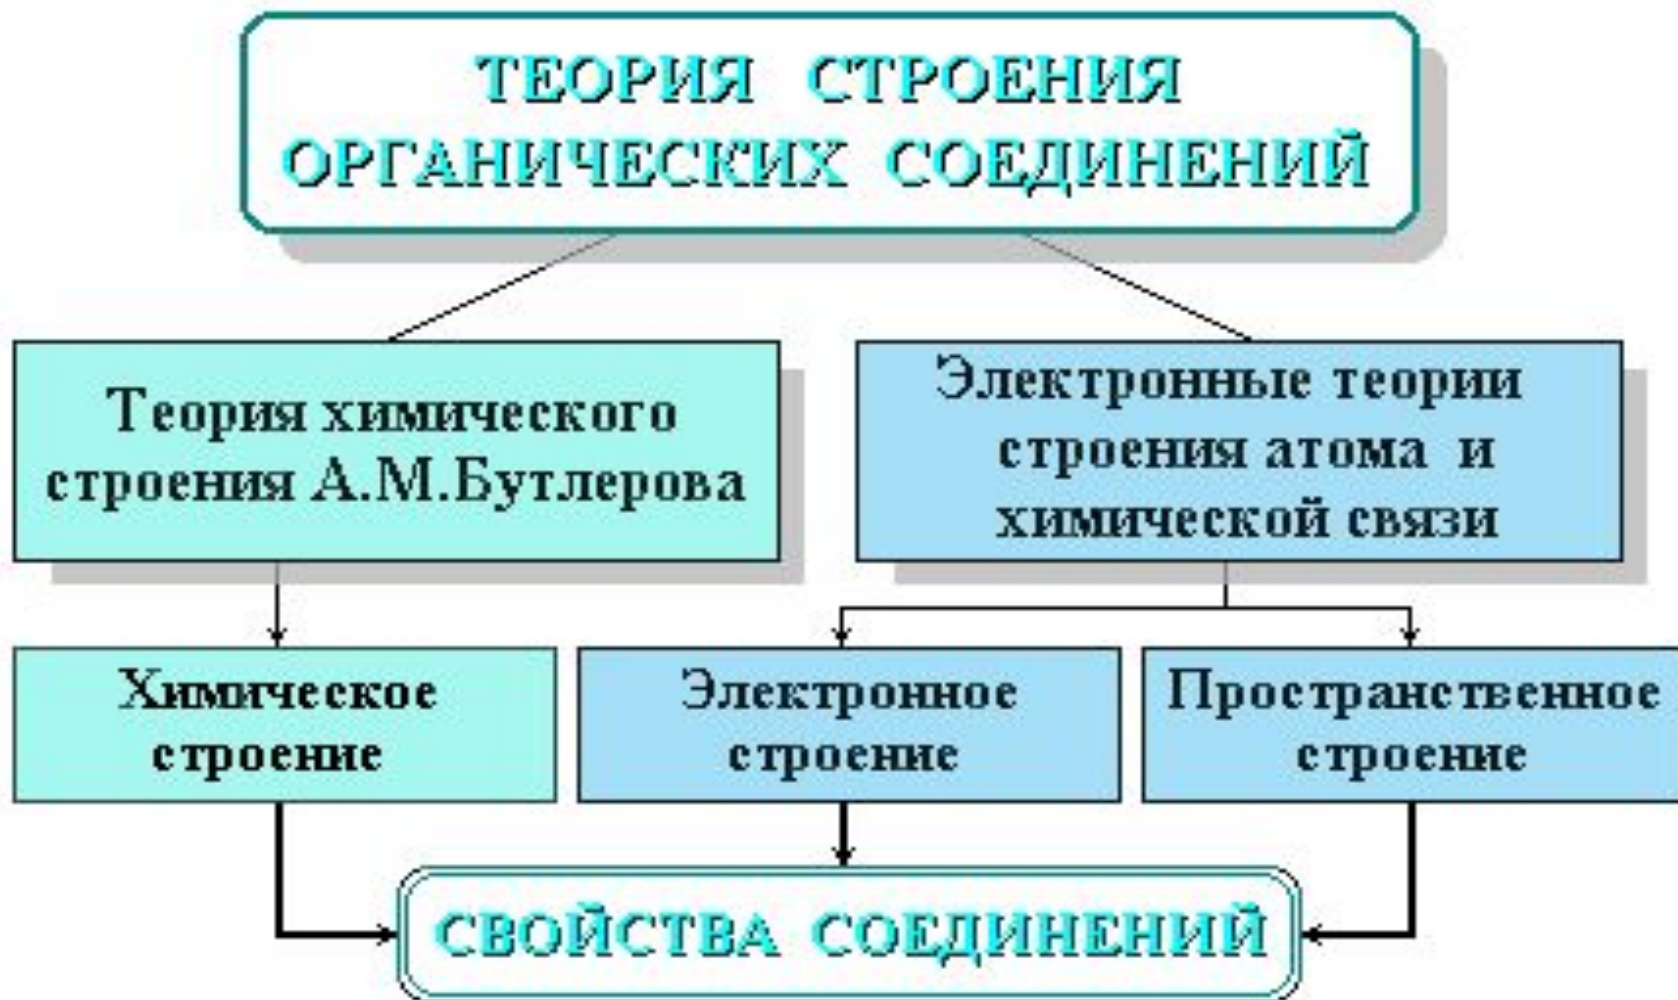 ТЕОРИЯ СТРОЕНИЯ
ОРГАНИЧЕСКИХ СОЕДИНЕНИЙ
Теория химического
строения А.М.Бутлерова
Электронные теории
строения атома и
химической связи
Химическое
строение
Электронное
строение
Пространственное
строение
СВОЙСТВА СОЕДИНЕНИЙ